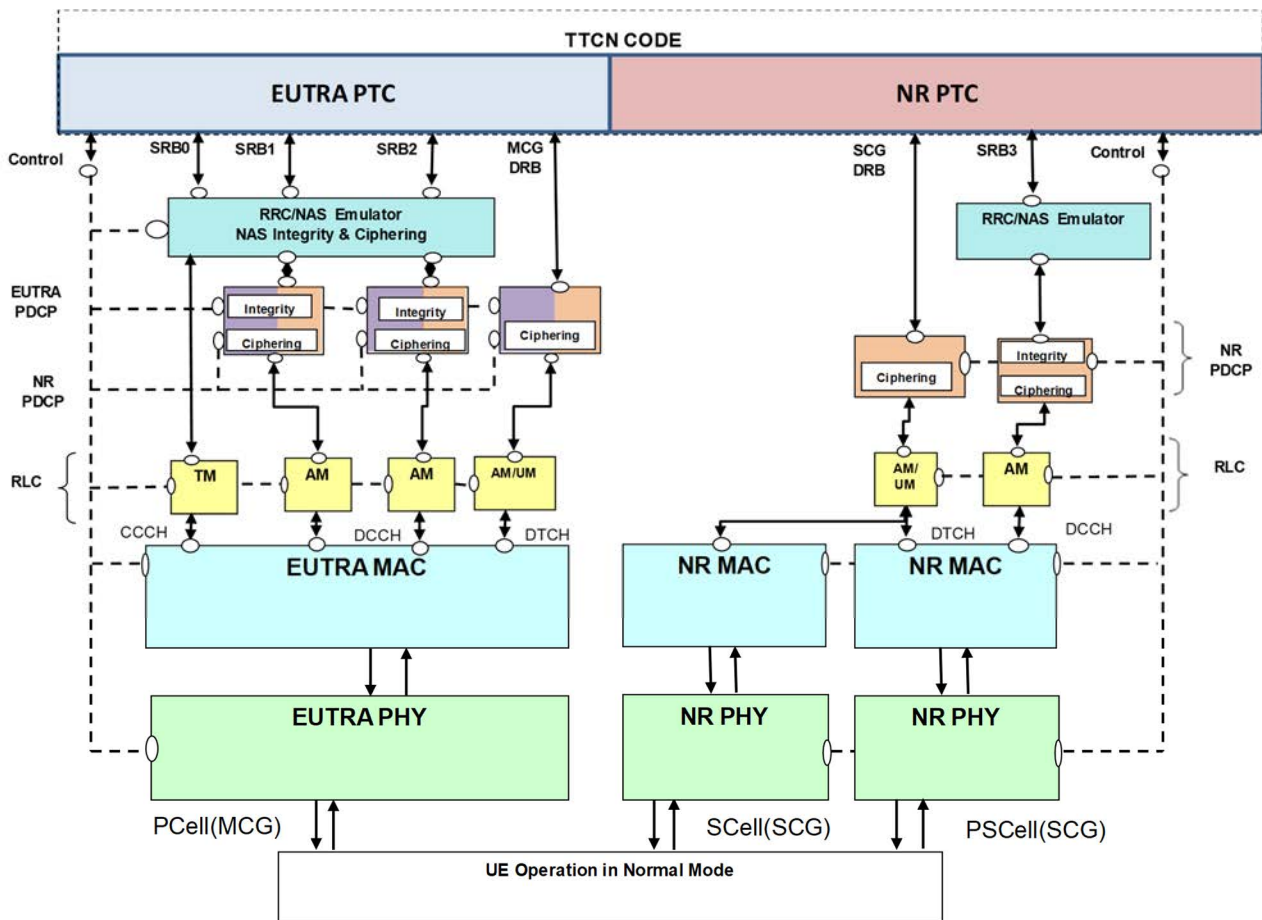 TTCN CODE
EUTRA PTC
NR PTC
Control
SRB0
SRB1
SRB2
MCG
DRB
SCG
DRB
SRB3
Control
RRC/NAS Emulator
NAS Integrity & Ciphering
RRC/NAS Emulator
EUTRA
PDCP
Integrity
Ciphering
Integrity
Ciphering
Ciphering
Ciphering
Integrity
Ciphering
NR
PDCP
NR
PDCP
RLC
TM
AM
AM
AM/UM
AM/
UM
AM
RLC
CCCH
DCCH
DTCH
DTCH
DCCH
EUTRA MAC
NR MAC
NR MAC
EUTRA PHY
NR PHY
NR PHY
PCell(MCG)
SCell(SCG)
PSCell(SCG)
UE Operation in Normal Mode